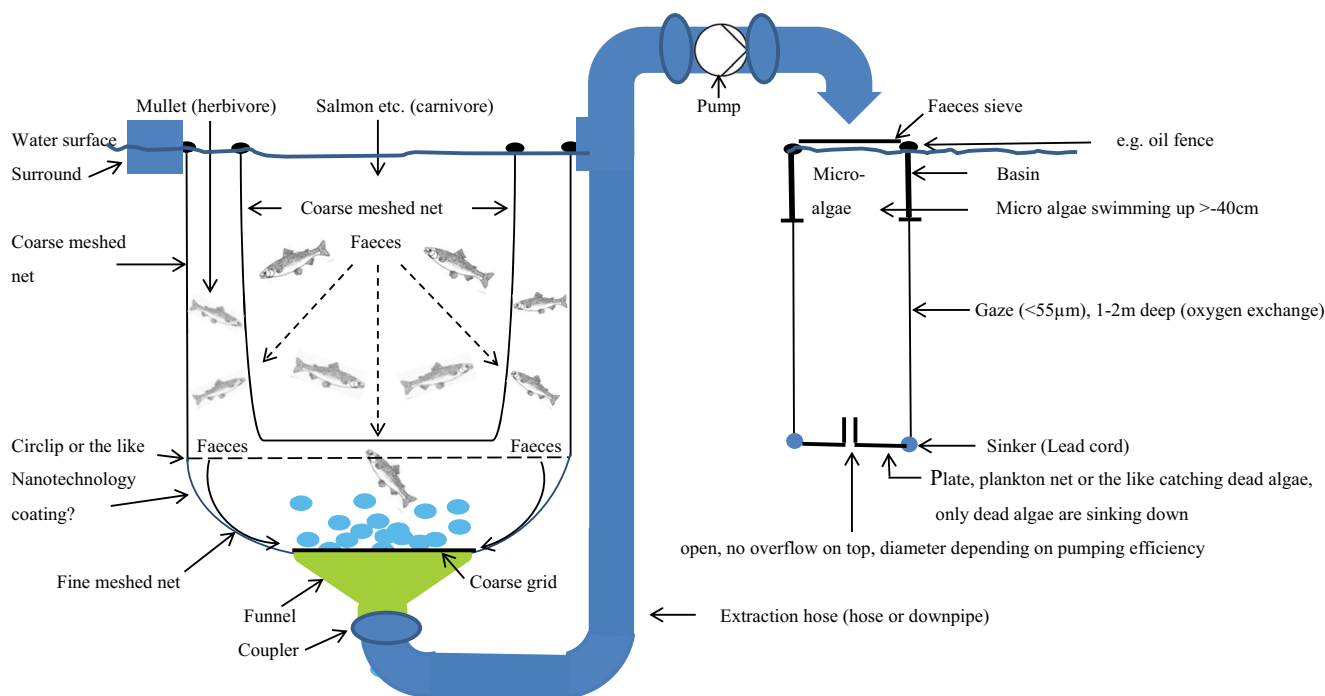 Mullet (herbivore)
Salmon etc. (carnivore)
Pump
Faeces sieve
Water surface
Surround
e.g. oil fence
Micro-
algae
Basin
Micro algae swimming up >-40cm
Coarse meshed net
Faeces
Coarse meshed
net
Gaze (<55µm), 1-2m deep (oxygen exchange)
Circlip or the like
Faeces
Faeces
Sinker (Lead cord)
Nanotechnology
coating?
Plate, plankton net or the like catching dead algae,
only dead algae are sinking down
open, no overflow on top, diameter depending on pumping efficiency
Fine meshed net
Coarse grid
Funnel
Extraction hose (hose or downpipe)
Coupler